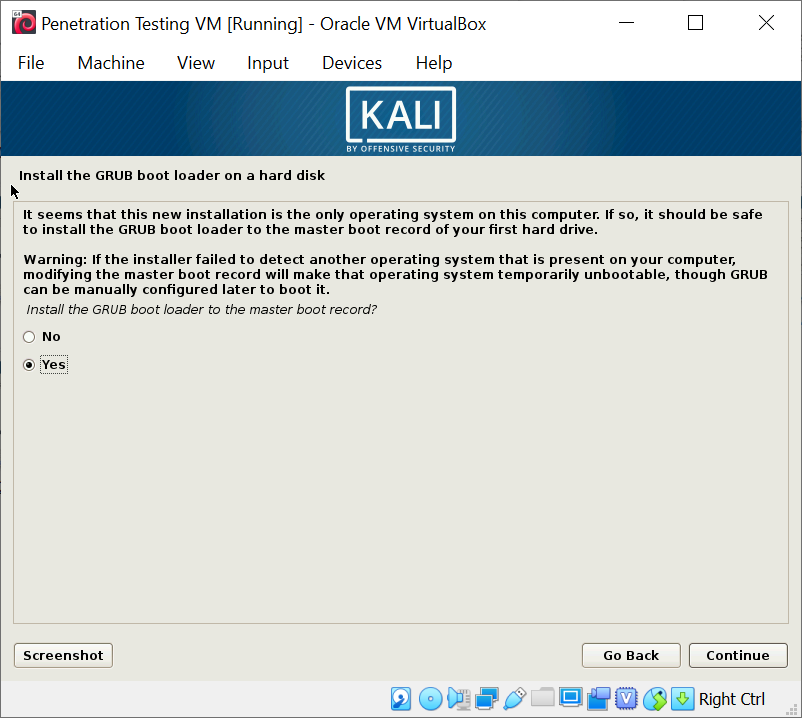 Penetration Testing VM [Running] - Oracle VM VirtualBox
File Machine View Input Devices Help
KALI
BY OFFENSIVE SECURITY
Install the GRUB boot loader on a hard disk
It seems that this new installation is the only operating system on this computer. If so, it should be safe
to install the GRUB boot loader to the master boot record of your first hard drive.
Warning: If the installer failed to detect another operating system that is present on your computer,
modifying the master boot record will make that operating system temporarily unbootable, though GRUB
can be manually configured later to boot it.
Install the GRUB boot loader to the master boot record?
No
Yes
Screenshot Go Back Continue
Right Ctrl